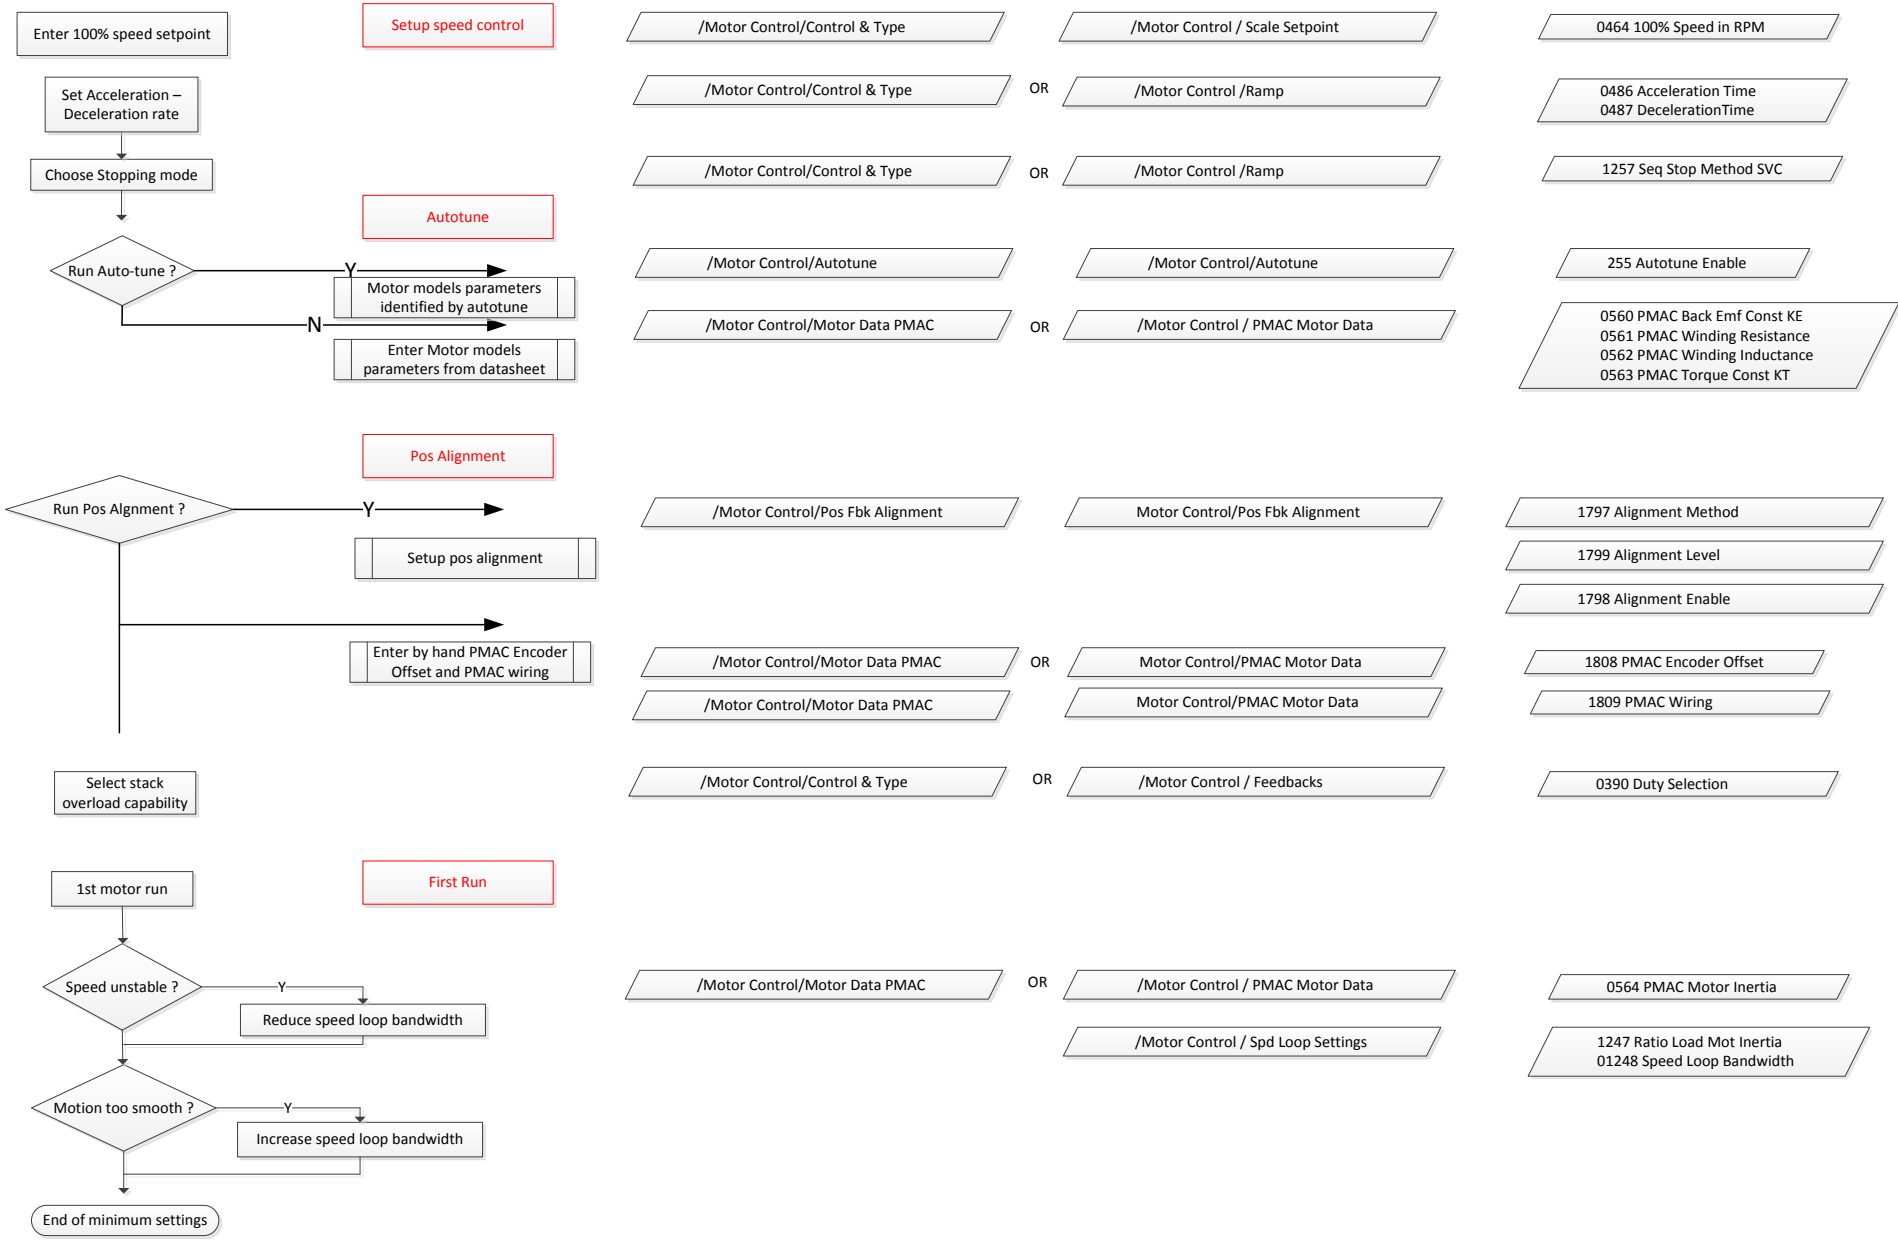 Enter 100% speed setpoint
Setup speed control
/Motor Control/Control & Type
/Motor Control / Scale Setpoint
0464 100% Speed in RPM
Set Acceleration –
Deceleration rate
/Motor Control/Control & Type
OR
/Motor Control /Ramp
0486 Acceleration Time
0487 DecelerationTime
Choose Stopping mode
/Motor Control/Control & Type
OR
/Motor Control /Ramp
1257 Seq Stop Method SVC
Autotune
Run Auto-tune ?
Y
Motor models parameters
identified by autotune
/Motor Control/Autotune
/Motor Control/Autotune
255 Autotune Enable
N
Enter Motor models
parameters from datasheet
/Motor Control/Motor Data PMAC
OR
/Motor Control / PMAC Motor Data
0560 PMAC Back Emf Const KE
0561 PMAC Winding Resistance
0562 PMAC Winding Inductance
0563 PMAC Torque Const KT
Pos Alignment
Run Pos Algnment ?
Y
Setup pos alignment
/Motor Control/Pos Fbk Alignment
Motor Control/Pos Fbk Alignment
1797 Alignment Method
1799 Alignment Level
1798 Alignment Enable
Enter by hand PMAC Encoder
Offset and PMAC wiring
/Motor Control/Motor Data PMAC
OR
Motor Control/PMAC Motor Data
1808 PMAC Encoder Offset
/Motor Control/Motor Data PMAC
Motor Control/PMAC Motor Data
1809 PMAC Wiring
Select stack
overload capability
/Motor Control/Control & Type
OR
/Motor Control / Feedbacks
0390 Duty Selection
1st motor run
First Run
Speed unstable ?
Y
Reduce speed loop bandwidth
/Motor Control/Motor Data PMAC
OR
/Motor Control / PMAC Motor Data
0564 PMAC Motor Inertia
/Motor Control / Spd Loop Settings
1247 Ratio Load Mot Inertia
01248 Speed Loop Bandwidth
Motion too smooth ?
Y
Increase speed loop bandwidth
End of minimum settings